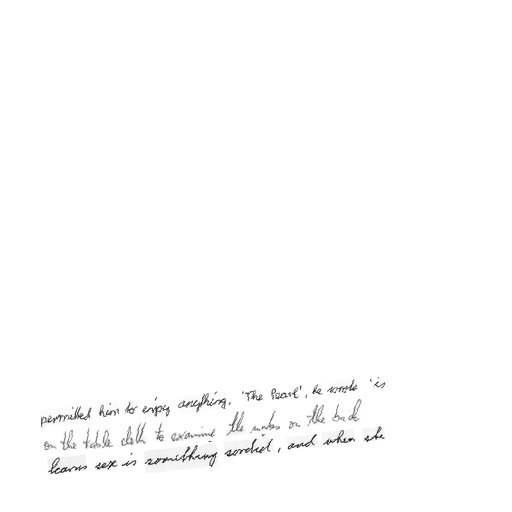 permitted him to enjoy anything. 'The Pearl', he wrote 'is
on the table cloth to examine the marks on the back
learns sex is something sordid, and when she